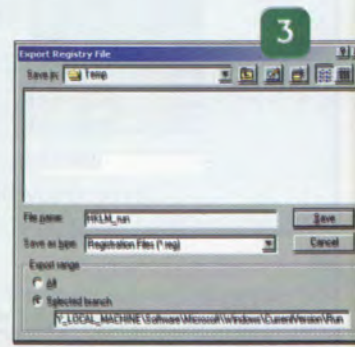 3
Export Registry File
Save in: Temp
File name: HKLM_run Save
Save as type: Registration Files (*.reg) Cancel
Export range
All
Selected branch
Y_LOCAL_MACHINE\Software\Microsoft\Windows\CurrentVersion\Run